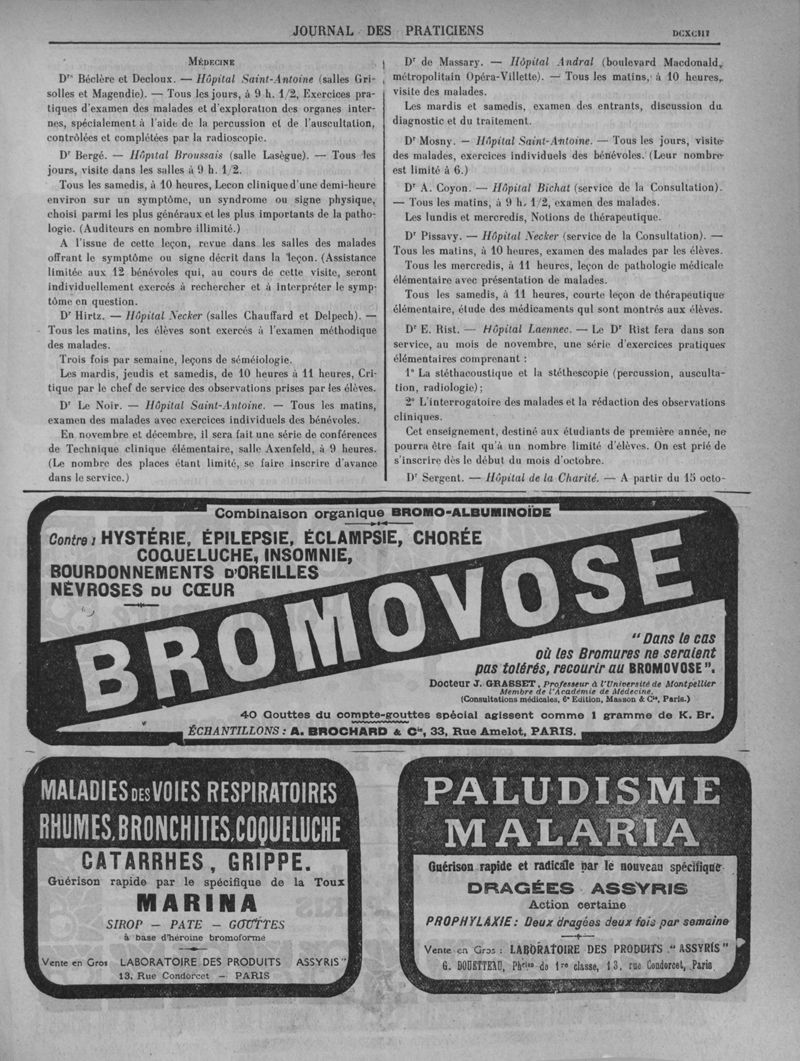 JOURNAL DES PRATICIENS
DCXCIII
MÉDECINE
Drs Béclère et Decloux. — Hôpital Saint-Antoine (salles Gri-
solles et Magendie). — Tous les jours, à 9 h. 1/2, Exercices pra-
tiques d'examen des malades et d'exploration des organes inter-
nes, spécialement à l'aide de la percussion et de l'auscultation,
contrôlées et complétées par la radioscopie.
Dr Bergé. — Hôpital Broussais (salle Lasègue). — Tous les
jours, visite dans les salles à 9 h. 1/2.
Tous les samedis, à 10 heures, Lecon clinique d'une demi-heure
environ sur un symptôme, un syndrome ou signe physique,
choisi parmi les plus généraux et les plus importants de la patho-
logie. (Auditeurs en nombre illimité.)
A l'issue de cette leçon, revue dans les salles des malades
offrant le symptôme ou signe décrit dans la leçon. (Assistance
limitée aux 12 bénévoles qui, au cours de cette visite, seront
individuellement exercés à rechercher et à interpréter le symp-
tôme en question.
Dr Hirtz. — Hôpital Necker (salles Chauffard et Delpech). —
Tous les matins, les élèves sont exercés à l'examen méthodique
des malades.
Trois fois par semaine, leçons de séméiologie.
Les mardis, jeudis et samedis, de 10 heures à 11 heures, Cri-
tique par le chef de service des observations prises par les élèves.
Dr Le Noir. — Hôpital Saint-Antoine. — Tous les matins,
examen des malades avec exercices individuels des bénévoles.
En novembre et décembre, il sera fait une série de conférences
de Technique clinique élémentaire, salle Axenfeld, à 9 heures.
(Le nombre des places étant limité, se faire inscrire d'avance
dans le service.)
Dr de Massary. — Hôpital Andral (boulevard Macdonald,
métropolitain Opéra-Villette). — Tous les matins, à 10 heures,
visite des malades.
Les mardis et samedis, examen des entrants, discussion du
diagnostic et du traitement.
Dr Mosny. — Hôpital Saint-Antoine. — Tous les jours, visite
des malades, exercices individuels des bénévoles. (Leur nombre
est limité à 6.)
Dr A. Coyon. — Hôpital Bichat (service de la Consultation).
— Tous les matins, à 9 h. 1/2, examen des malades.
Les lundis et mercredis, Notions de thérapeutique.
Dr Pissavy. — Hôpital Necker (service de la Consultation). —
Tous les matins, à 10 heures, examen des malades par les élèves.
Tous les mercredis, à 11 heures, leçon de pathologie médicale
élémentaire avec présentation de malades.
Tous les samedis, à 11 heures, courte leçon de thérapeutique
élémentaire, étude des médicaments qui sont montrés aux élèves.
Dr E. Rist. — Hôpital Laennec. — Le Dr Rist fera dans son
service, au mois de novembre, une série d'exercices pratiques
élémentaires comprenant :
1° La stéthacoustique et la stéthescopie (percussion, ausculta-
tion, radiologie) ;
2° L'interrogatoire des malades et la rédaction des observations
cliniques.
Cet enseignement, destiné aux étudiants de première année, ne
pourra être fait qu'à un nombre limité d'élèves. On est prié de
s'inscrire dès le début du mois d'octobre.
Dr Sergent. — Hôpital de la Charité. — A partir du 15 octo-
Combinaison organique BROMO-ALBUMINOÏDE
Contre : HYSTÉRIE, ÉPILEPSIE, ÉCLAMPSIE, CHORÉE
COQUELUCHE, INSOMNIE,
BOURDONNEMENTS D'OREILLES
NÉVROSES DU CŒUR
BROMOVOSE
"Dans le cas
où les Bromures ne seraient
pas tolérés, recourir au BROMOVOSE".
Docteur J. GRASSET, Professeur à l'Université de Montpellier
Membre de l'Académie de Médecine.
(Consultations médicales, 6e Edition, Masson & Cie, Paris.)
40 Gouttes du compte-gouttes spécial agissent comme 1 gramme de K. Br.
ÉCHANTILLONS : A. BROCHARD & Cie, 33, Rue Amelot, PARIS.
MALADIES DES VOIES RESPIRATOIRES
RHUMES, BRONCHITES, COQUELUCHE
CATARRHES, GRIPPE.
Guérison rapide par le spécifique de la Toux
MARINA
SIROP — PATE — GOUTTES
à base d'héroïne bromoforme
Vente en Gros LABORATOIRE DES PRODUITS ASSYRIS"
13, Rue Condorcet — PARIS
PALUDISME
MALARIA
Guérison rapide et radicale par le nouveau spécifique
DRAGÉES ASSYRIS
Action certaine
PROPHYLAXIE : Deux dragées deux fois par semaine
Vente en Gros : LABORATOIRE DES PRODUITS "ASSYRIS"
G. BOUETTEAU, Phcien de 1re classe, 13, rue Condorcet, Paris